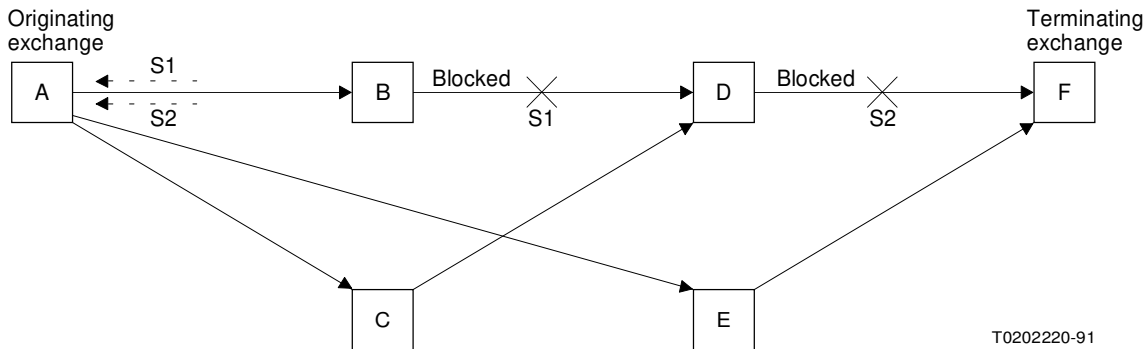 Originating
exchange
Terminating
exchange
S1
A
B
Blocked
D
Blocked
F
S2
S1
S2
C
E
T0202220-91